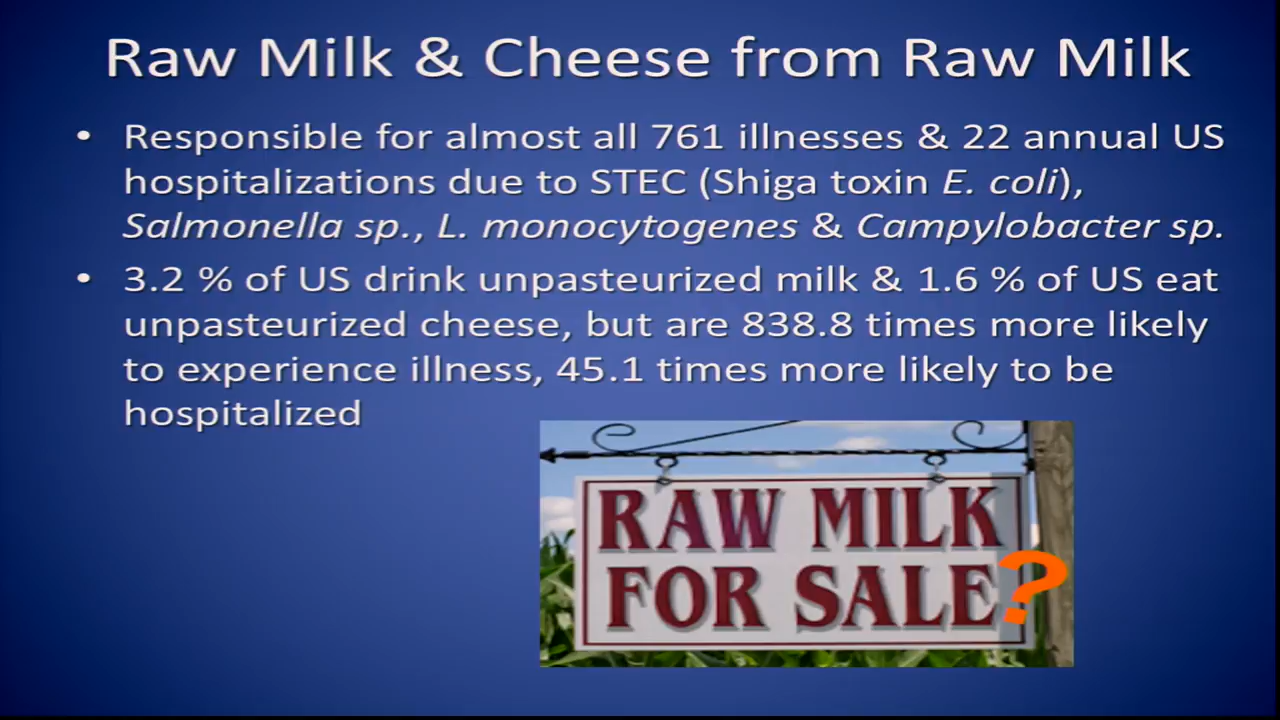 Raw Milk & Cheese from Raw Milk
• Responsible for almost all 761 illnesses & 22 annual US
hospitalizations due to STEC (Shiga toxin E. coli),
Salmonella sp., L. monocytogenes & Campylobacter sp.
• 3.2 % of US drink unpasteurized milk & 1.6 % of US eat
unpasteurized cheese, but are 838.8 times more likely
to experience illness, 45.1 times more likely to be
hospitalized
RAW MILK
FOR SALE?